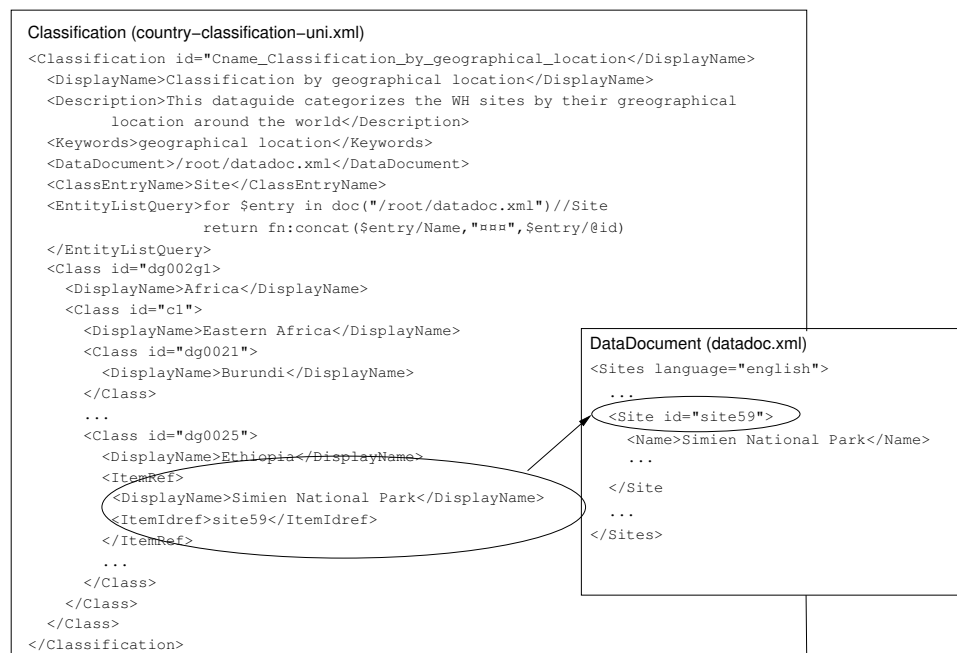 Classification (country−classification−uni.xml)
<Classification id="Cname_Classification_by_geographical_location</DisplayName>
<DisplayName>Classification by geographical location</DisplayName>
<Description>This dataguide categorizes the WH sites by their greographical
location around the world</Description>
<Keywords>geographical location</Keywords>
<DataDocument>/root/datadoc.xml</DataDocument>
<ClassEntryName>Site</ClassEntryName>
<EntityListQuery>for $entry in doc("/root/datadoc.xml")//Site
return fn:concat($entry/Name,"¤¤¤",$entry/@id)
</EntityListQuery>
<Class id="dg002g1>
<DisplayName>Africa</DisplayName>
<Class id="c1">
<DisplayName>Eastern Africa</DisplayName>
<Class id="dg0021">
<DisplayName>Burundi</DisplayName>
</Class>
...
<Class id="dg0025">
<DisplayName>Ethiopia</DisplayName>
<ItemRef>
<DisplayName>Simien National Park</DisplayName>
<ItemIdref>site59</ItemIdref>
</ItemRef>
...
</Class>
</Class>
</Class>
</Classification>
DataDocument (datadoc.xml)
<Sites language="english">
...
<Site id="site59">
<Name>Simien National Park</Name>
...
</Site
...
</Sites>